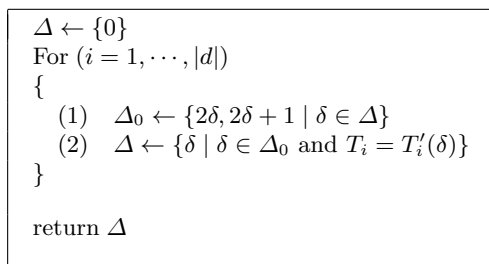 Δ ← {0}
For (i = 1, ⋯, |d|)
{
(1) Δ₀ ← {2δ, 2δ + 1 | δ ∈ Δ}
(2) Δ ← {δ | δ ∈ Δ₀ and Tᵢ = T′ᵢ(δ)}
}
return Δ